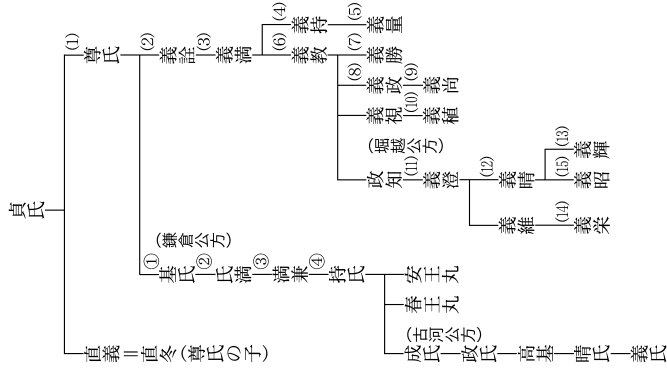 貞氏
(1)
尊氏
(2)
義詮
(3)
義満
(4)
義持
(5)
義量
(6)
義教
(7)
義勝
(8)
義政
(9)
義尚
義視
(10)
義稙
(堀越公方)
政知
(11)
義澄
(12)
義晴
(13)
義輝
(15)
義昭
義維
(14)
義栄
(鎌倉公方)
①
基氏
②
氏満
③
満兼
④
持氏
安王丸
春王丸
(古河公方)
成氏
政氏
高基
晴氏
義氏
直義＝直冬(尊氏の子)